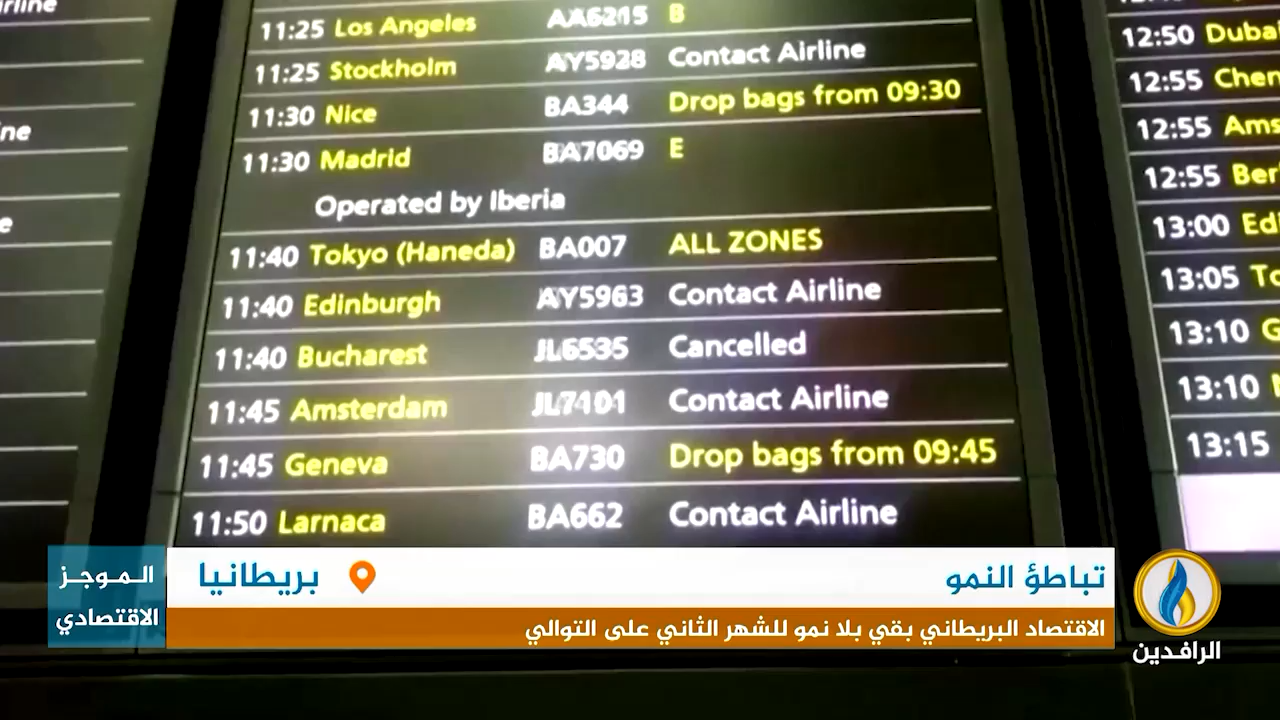 11:25 Los Angeles AA6215 B
11:25 Stockholm AY5928 Contact Airline
11:30 Nice BA344 Drop bags from 09:30
11:30 Madrid BA7069 E
Operated by Iberia
11:40 Tokyo (Haneda) BA007 ALL ZONES
11:40 Edinburgh AY5963 Contact Airline
11:40 Bucharest JL6535 Cancelled
11:45 Amsterdam JL7101 Contact Airline
11:45 Geneva BA730 Drop bags from 09:45
11:50 Larnaca BA662 Contact Airline
12:50
12:55
12:55
12:55
13:00
13:05
13:10
13:10
13:15
تباطؤ النمو
بريطانيا
الاقتصاد البريطاني بقي بلا نمو للشهر الثاني على التوالي
الموجز
الاقتصادي
الرافدين